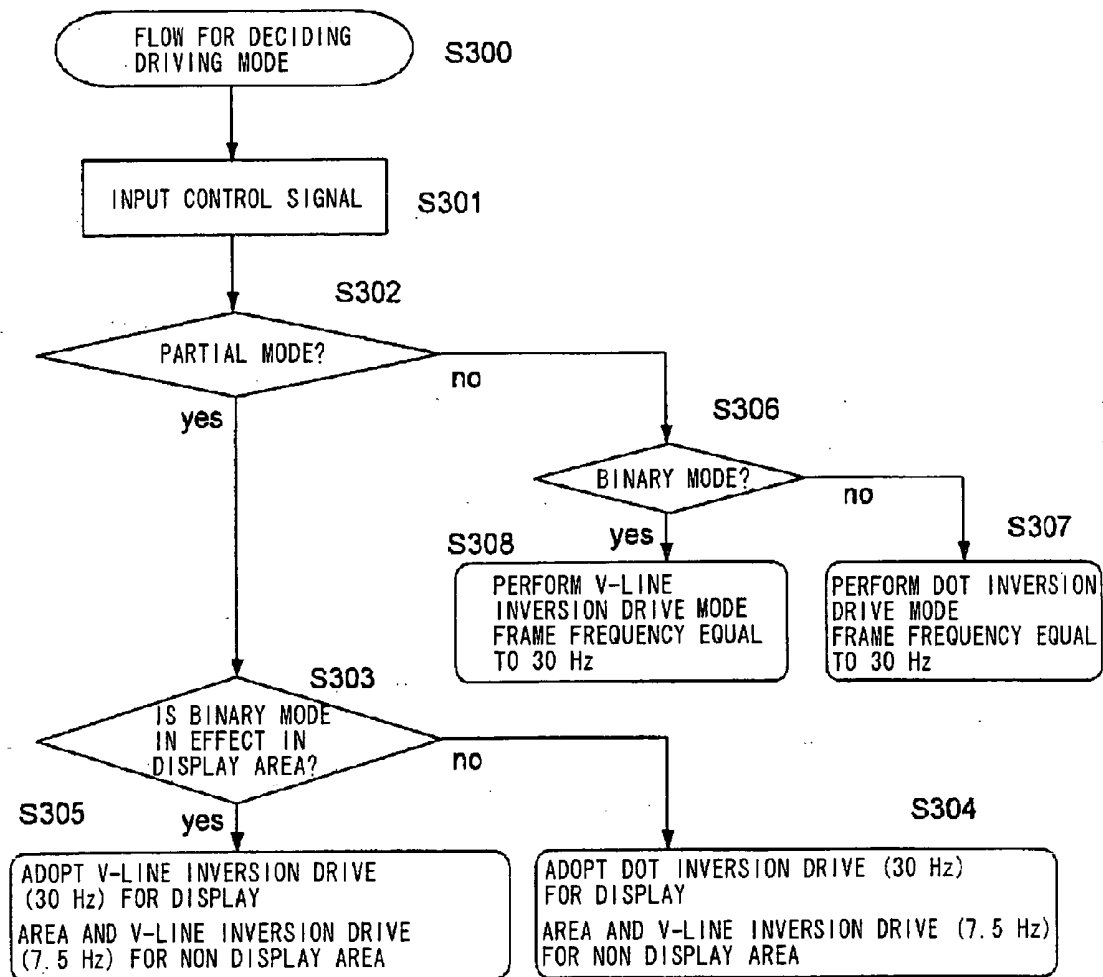 FLOW FOR DECIDING
DRIVING MODE
S300
INPUT CONTROL SIGNAL
S301
S302
PARTIAL MODE?
no
yes
S306
BINARY MODE?
no
yes
S307
S308
PERFORM V-LINE
INVERSION DRIVE MODE
FRAME FREQUENCY EQUAL
TO 30 Hz
PERFORM DOT INVERSION
DRIVE MODE
FRAME FREQUENCY EQUAL
TO 30 Hz
S303
IS BINARY MODE
IN EFFECT IN
DISPLAY AREA?
no
yes
S305
S304
ADOPT V-LINE INVERSION DRIVE
(30 Hz) FOR DISPLAY
AREA AND V-LINE INVERSION DRIVE
(7.5 Hz) FOR NON DISPLAY AREA
ADOPT DOT INVERSION DRIVE (30 Hz)
FOR DISPLAY
AREA AND V-LINE INVERSION DRIVE (7.5 Hz)
FOR NON DISPLAY AREA